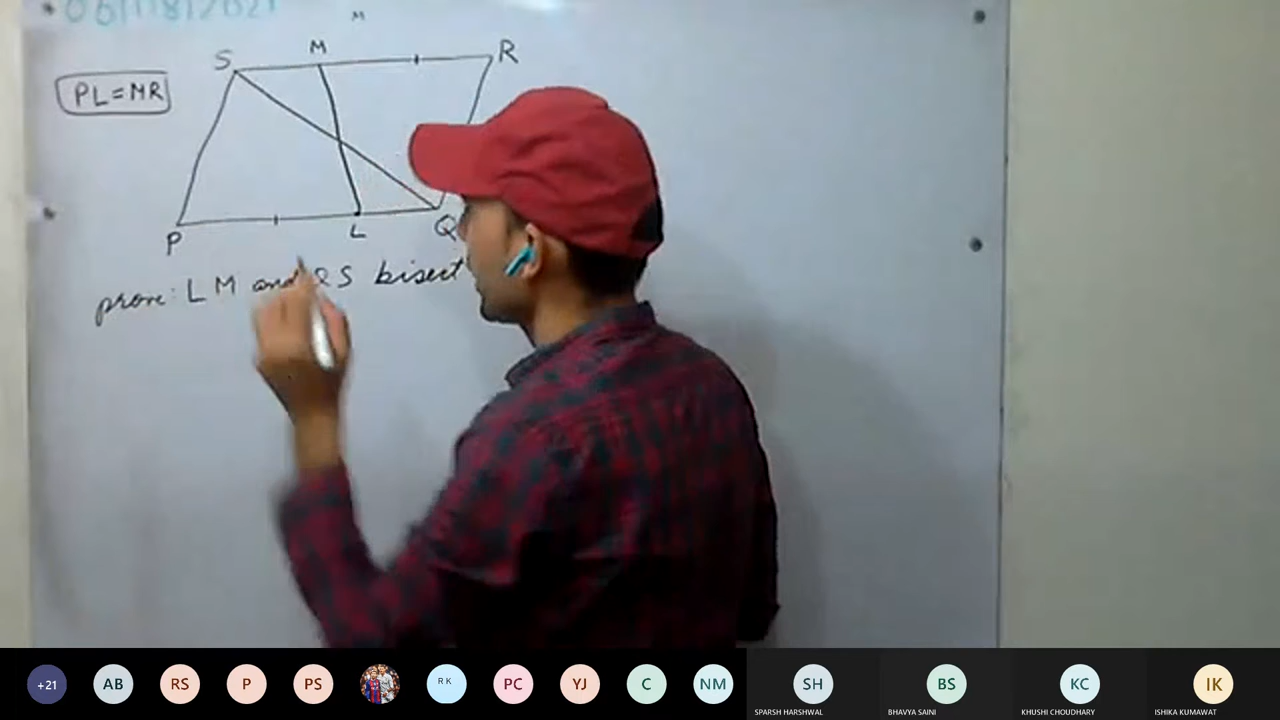 M
S M R
PL=MR
P L Q
prove: LM and QS bisect
+21 AB RS P PS RK PC YJ C NM SH BS KC IK
SPARSH HARSHWAL BHAVYA SAINI KHUSHI CHOUDHARY ISHIKA KUMAWAT